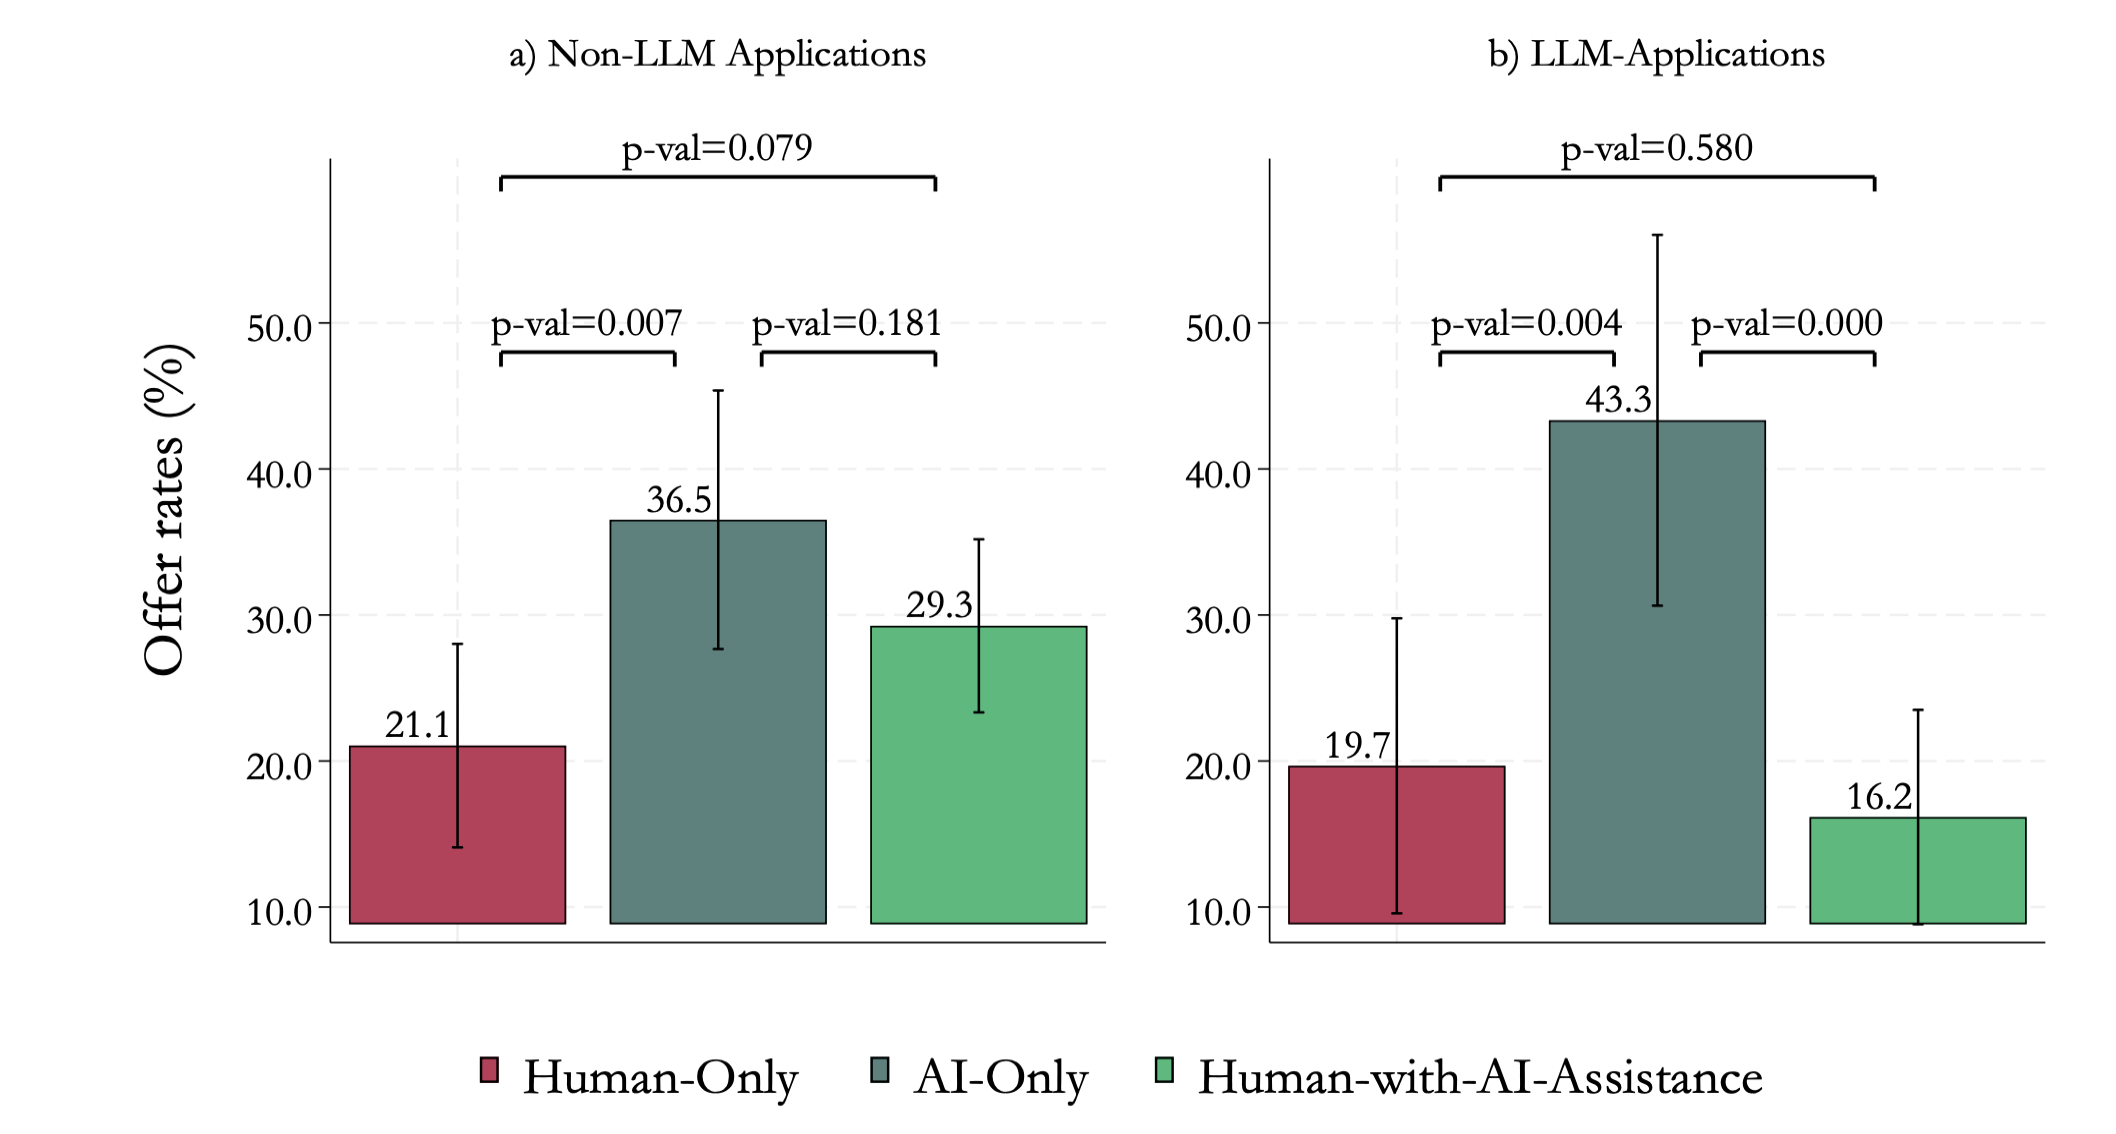 a) Non-LLM Applications
p-val=0.079
p-val=0.007
p-val=0.181
Offer rates (%)
50.0
40.0
30.0
20.0
10.0
21.1
36.5
29.3
b) LLM-Applications
p-val=0.580
p-val=0.004
p-val=0.000
50.0
40.0
30.0
20.0
10.0
19.7
43.3
16.2
Human-Only
AI-Only
Human-with-AI-Assistance